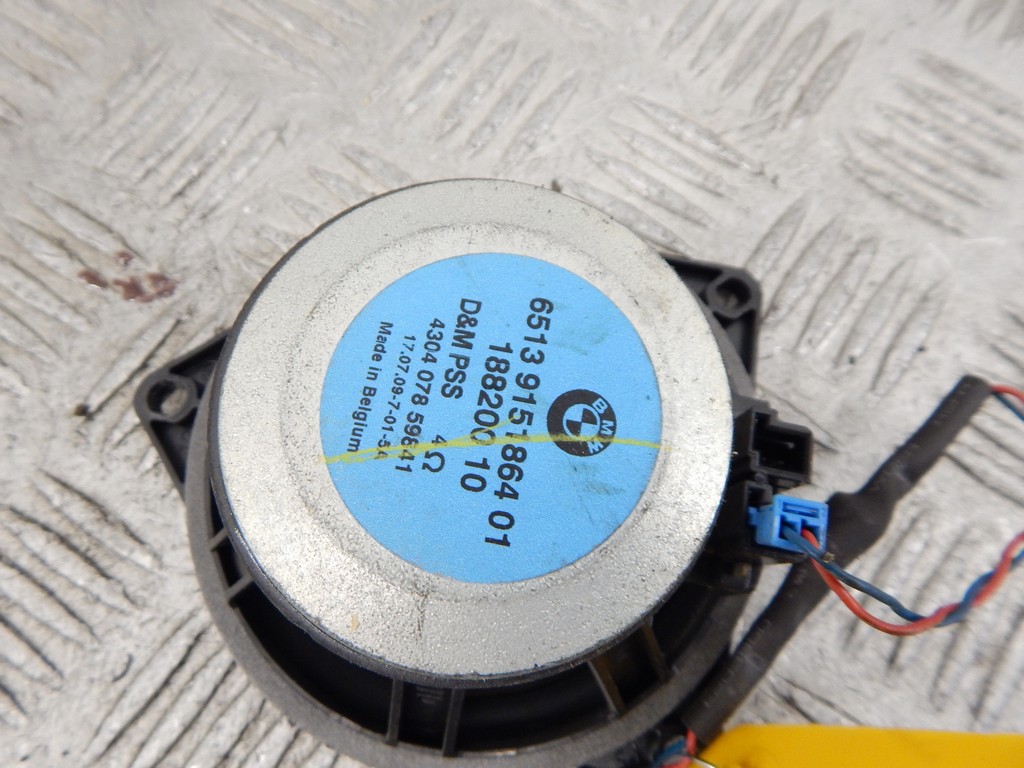 BMW
6513 9151864 01
188200 10
D&M PSS 4Ω
4304 078 59841
17.07.09-7-01-54
Made in Belgium